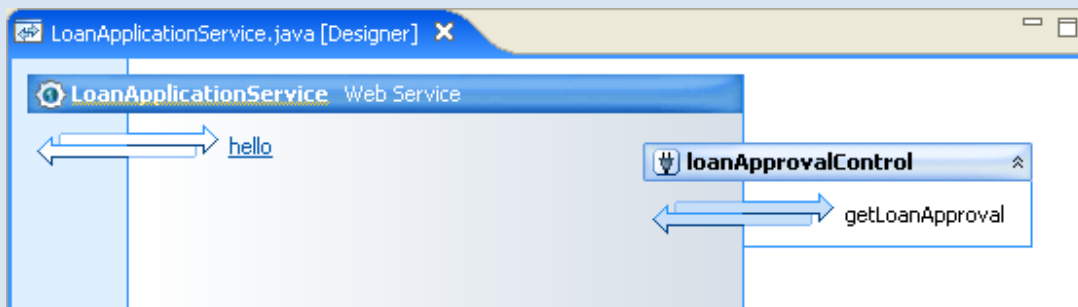 LoanApplicationService.java [Designer]
LoanApplicationService Web Service
hello
loanApprovalControl
getLoanApproval